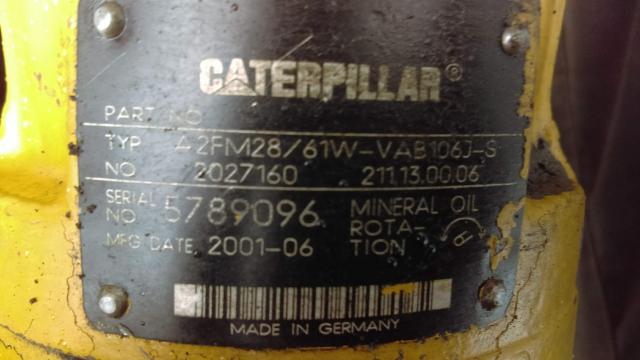 CATERPILLAR®
PART NO
TYP A2FM28/61W-VAB106J-S
NO 2027160 211.13.00.06
SERIAL NO 5789096 MINERAL OIL
MFG DATE 2001-06 ROTA-
TION
MADE IN GERMANY